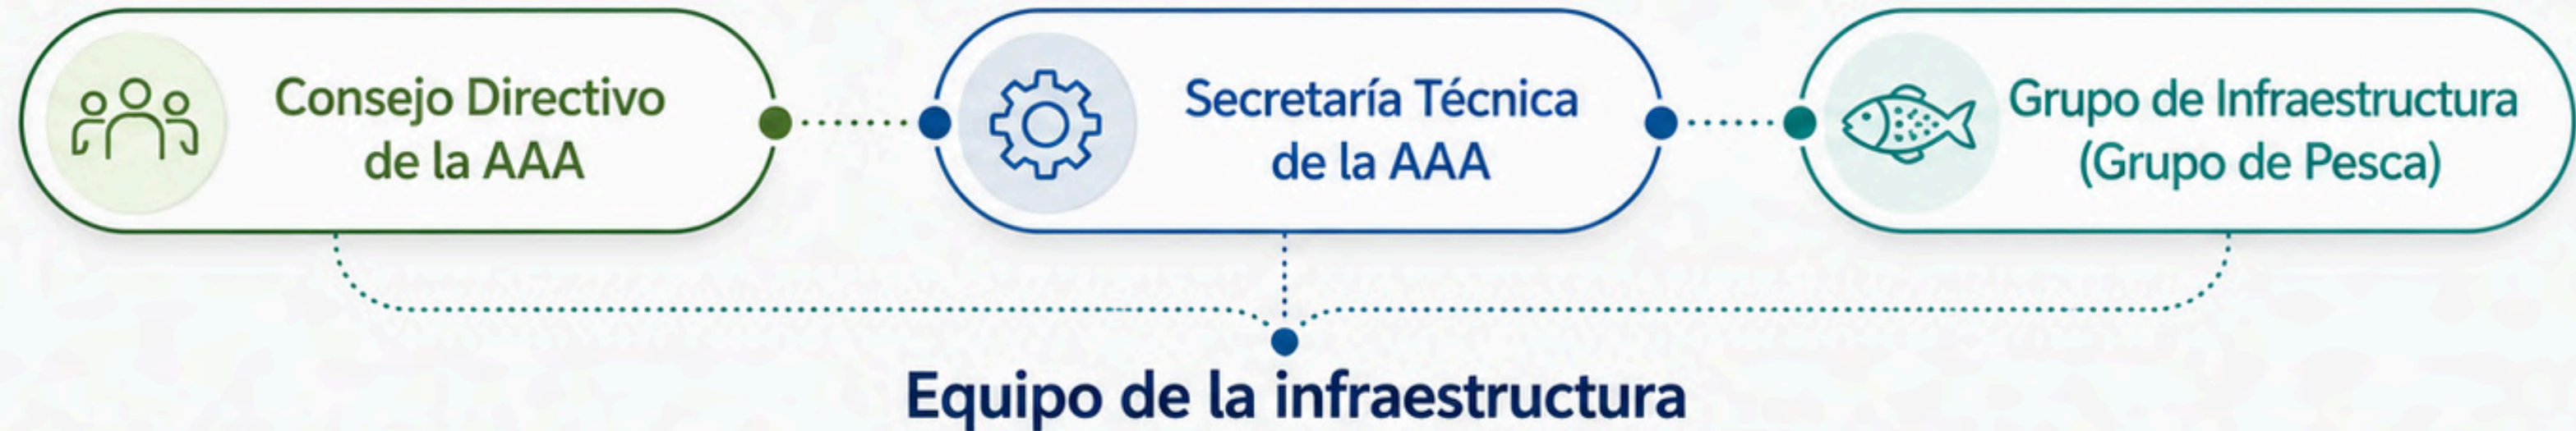 Consejo Directivo
de la AAA
Secretaría Técnica
de la AAA
Grupo de Infraestructura
(Grupo de Pesca)
Equipo de la infraestructura